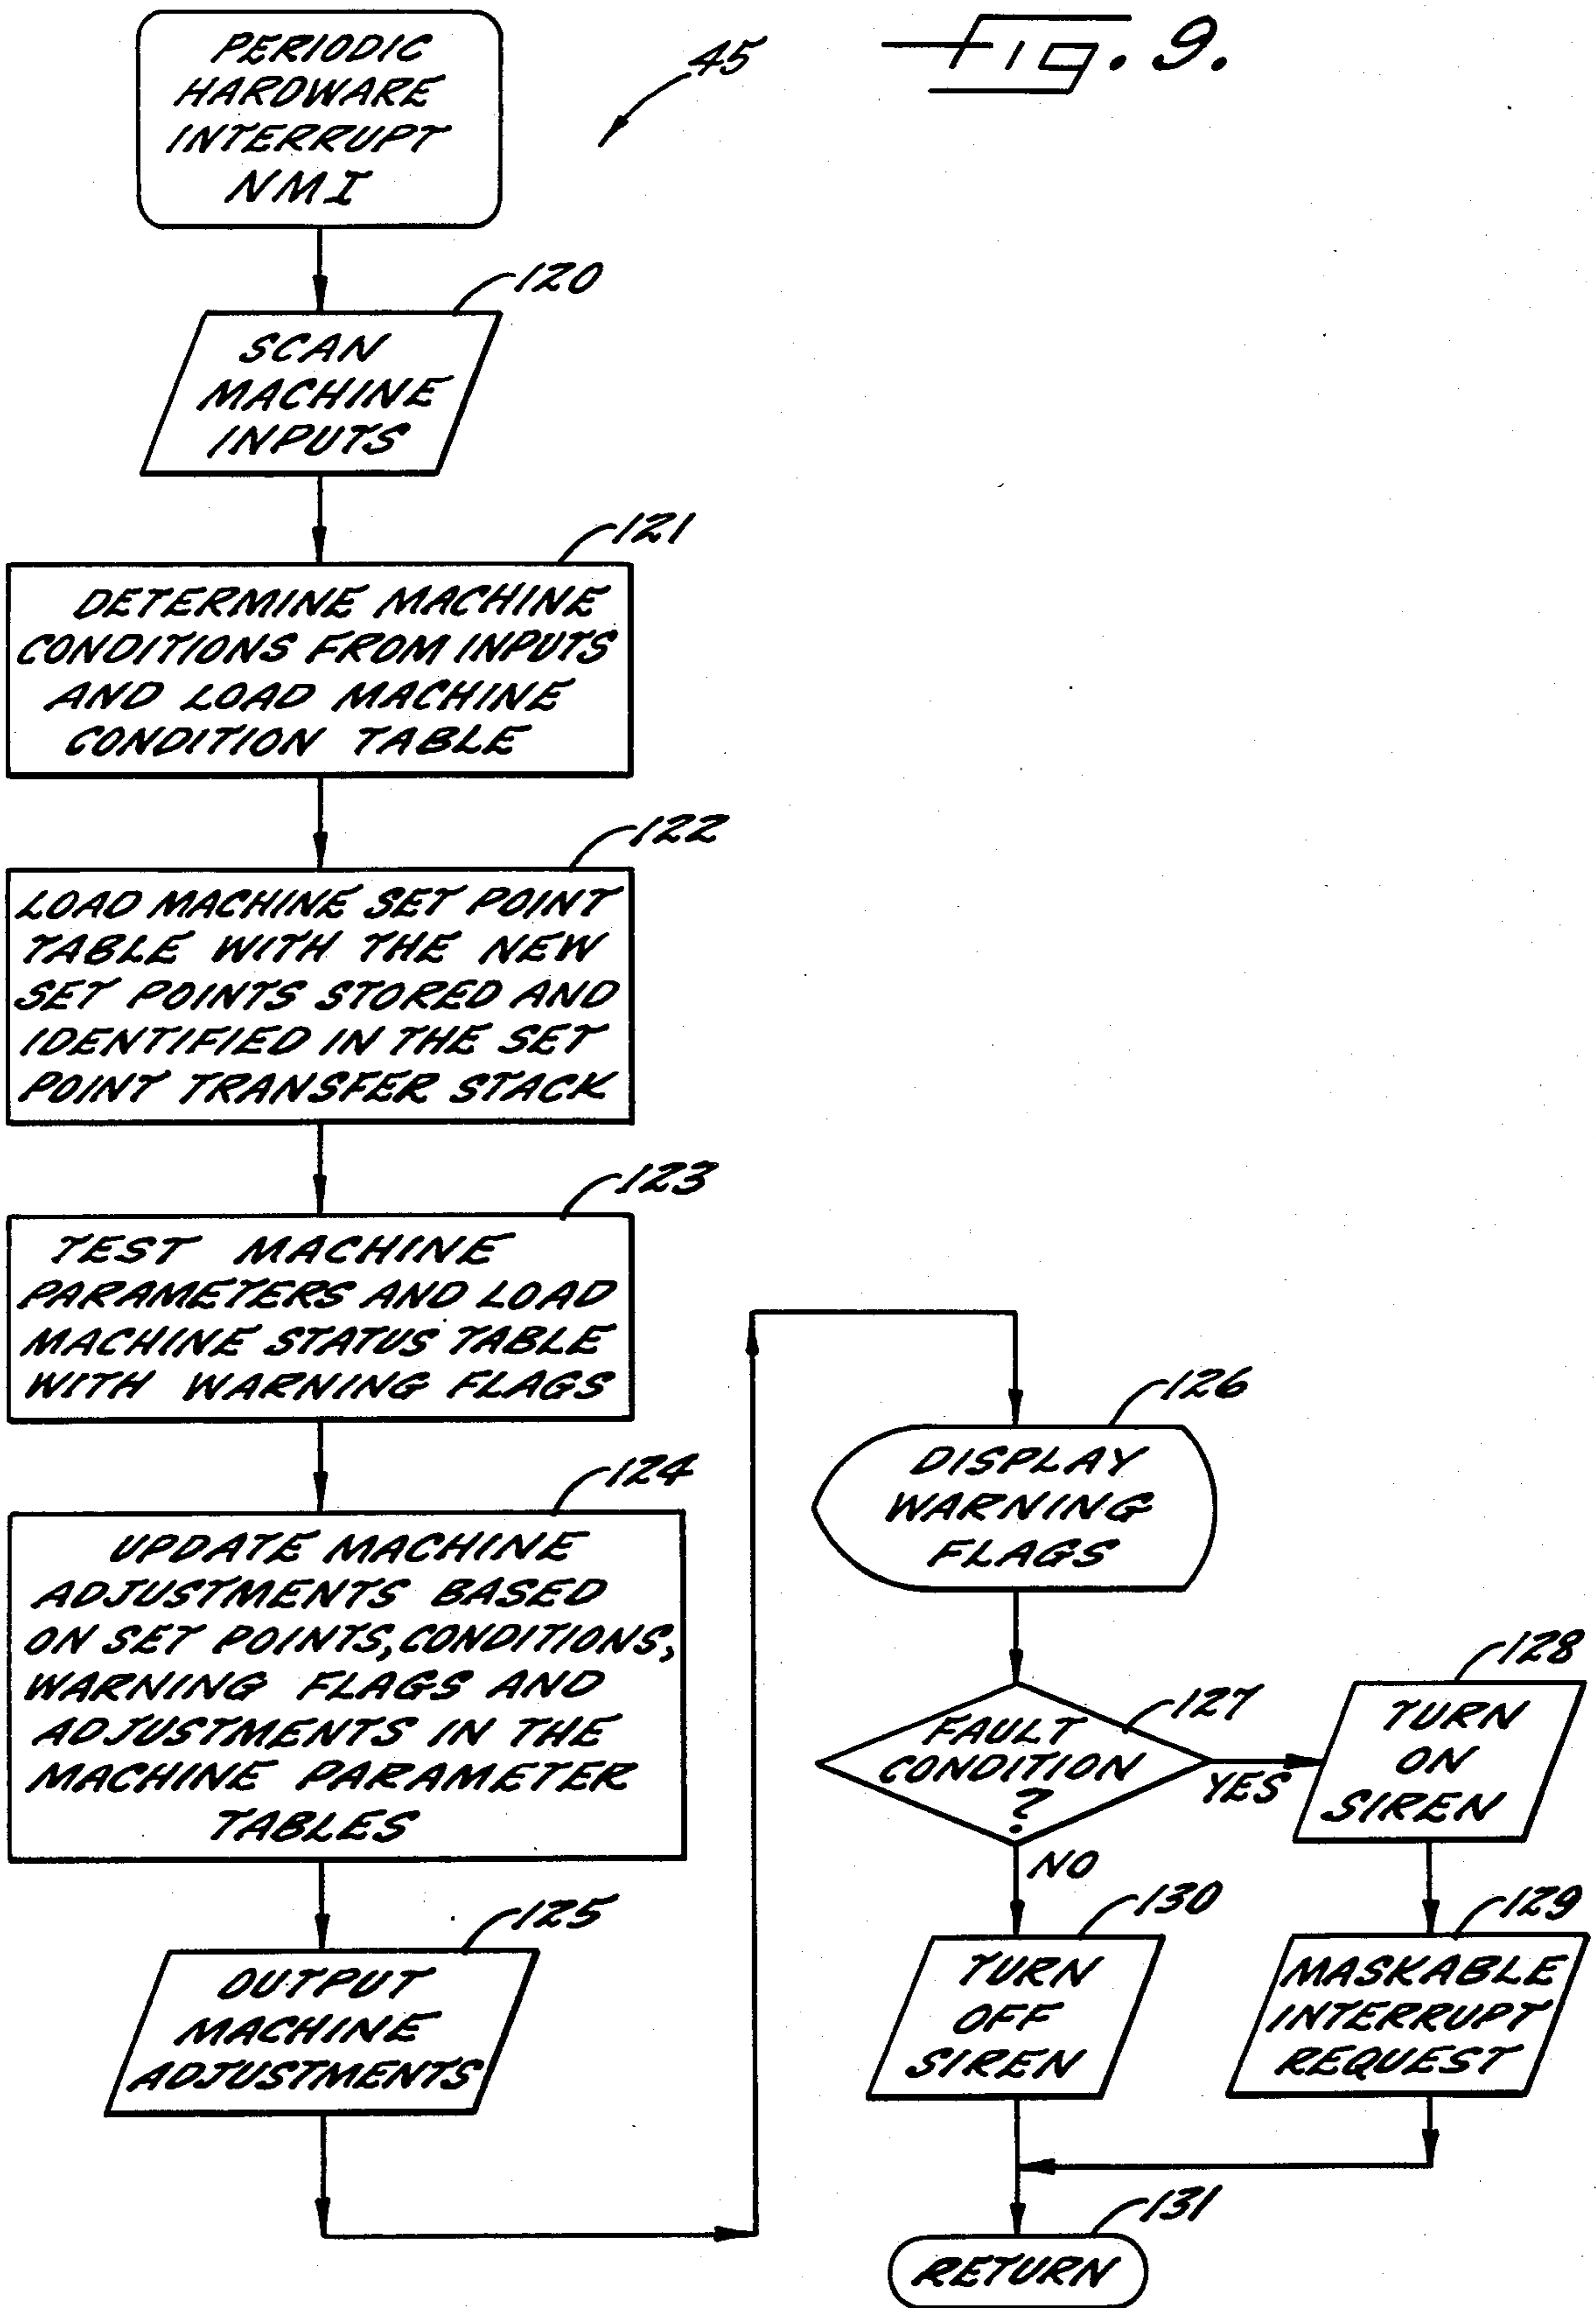 Fig. 9.
45
PERIODIC
HARDWARE
INTERRUPT
NMI
120
SCAN
MACHINE
INPUTS
121
DETERMINE MACHINE
CONDITIONS FROM INPUTS
AND LOAD MACHINE
CONDITION TABLE
122
LOAD MACHINE SET POINT
TABLE WITH THE NEW
SET POINTS STORED AND
IDENTIFIED IN THE SET
POINT TRANSFER STACK
123
TEST MACHINE
PARAMETERS AND LOAD
MACHINE STATUS TABLE
WITH WARNING FLAGS
124
UPDATE MACHINE
ADJUSTMENTS BASED
ON SET POINTS, CONDITIONS,
WARNING FLAGS AND
ADJUSTMENTS IN THE
MACHINE PARAMETER
TABLES
125
OUTPUT
MACHINE
ADJUSTMENTS
126
DISPLAY
WARNING
FLAGS
127
FAULT
CONDITION
?
YES
NO
128
TURN
ON
SIREN
129
MASKABLE
INTERRUPT
REQUEST
130
TURN
OFF
SIREN
131
RETURN